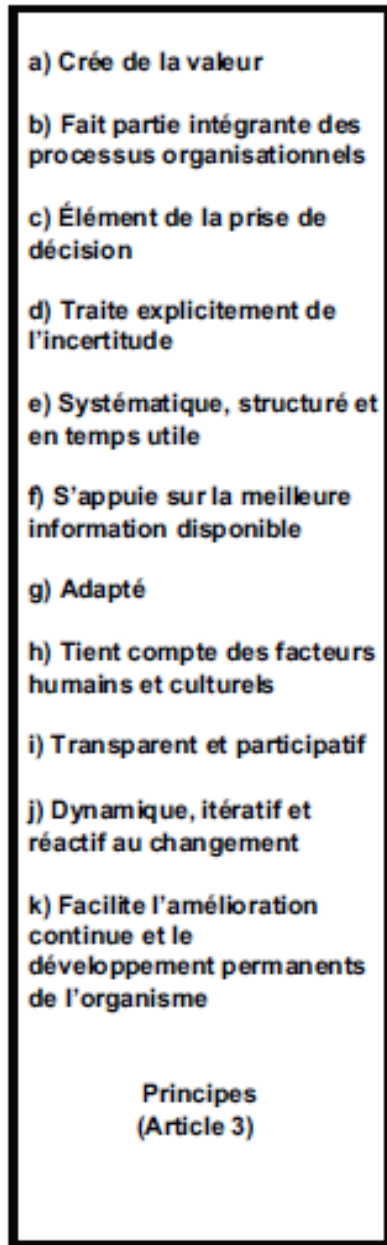 a) Crée de la valeur
b) Fait partie intégrante des
processus organisationnels
c) Élément de la prise de
décision
d) Traite explicitement de
l'incertitude
e) Systématique, structuré et
en temps utile
f) S'appuie sur la meilleure
information disponible
g) Adapté
h) Tient compte des facteurs
humains et culturels
i) Transparent et participatif
j) Dynamique, itératif et
réactif au changement
k) Facilite l'amélioration
continue et le
développement permanents
de l'organisme
Principes
(Article 3)